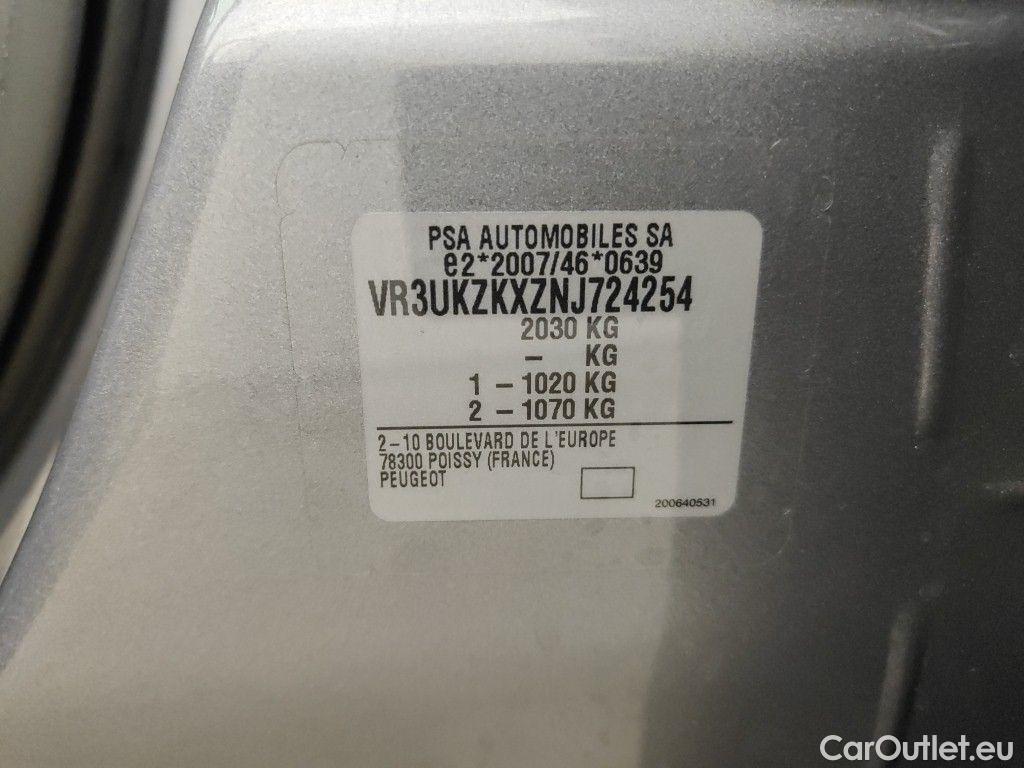 PSA AUTOMOBILES SA
e2*2007/46*0639
VR3UKZKXZNJ724254
2030 KG
- KG
1 - 1020 KG
2 - 1070 KG
2-10 BOULEVARD DE L'EUROPE
78300 POISSY (FRANCE)
PEUGEOT
200640531
CarOutlet.eu